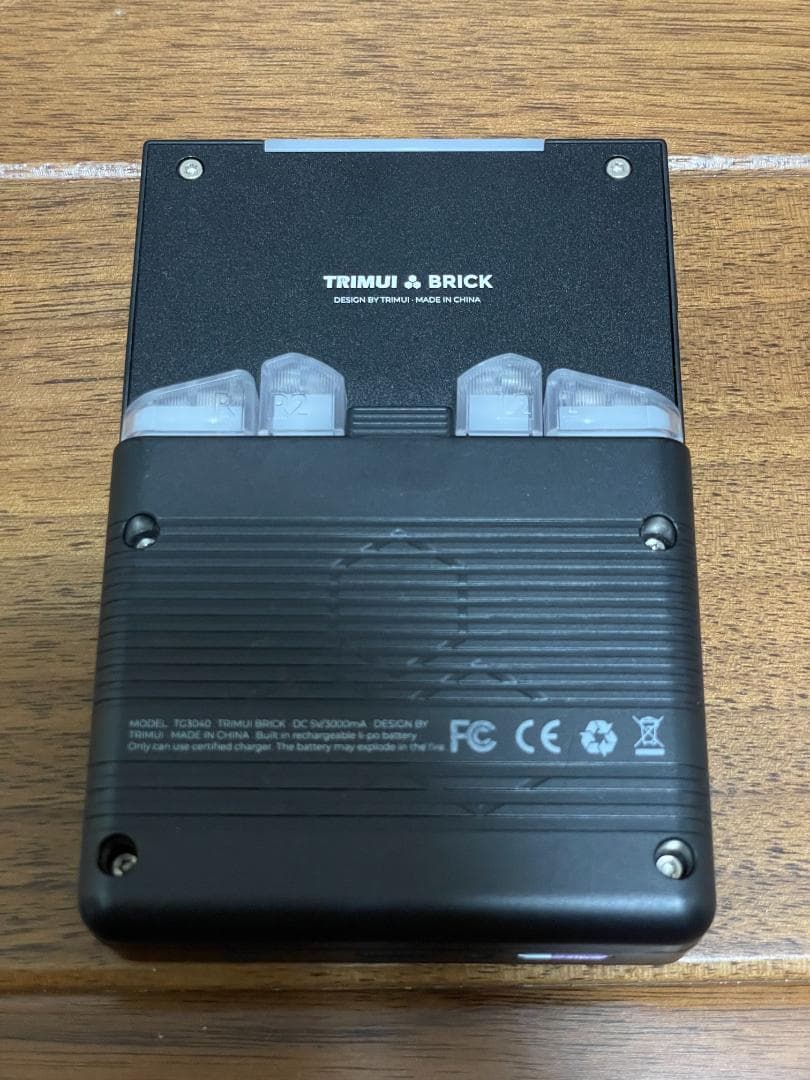 TRIMUI BRICK
DESIGN BY TRIMUI · MADE IN CHINA
R R2 L
MODEL TG3040 TRIMUI BRICK DC 5V/3000mA DESIGN BY
TRIMUI MADE IN CHINA Built in rechargeable li-po battery
Only can use certified charger. The battery may explode in the fire
FC CE